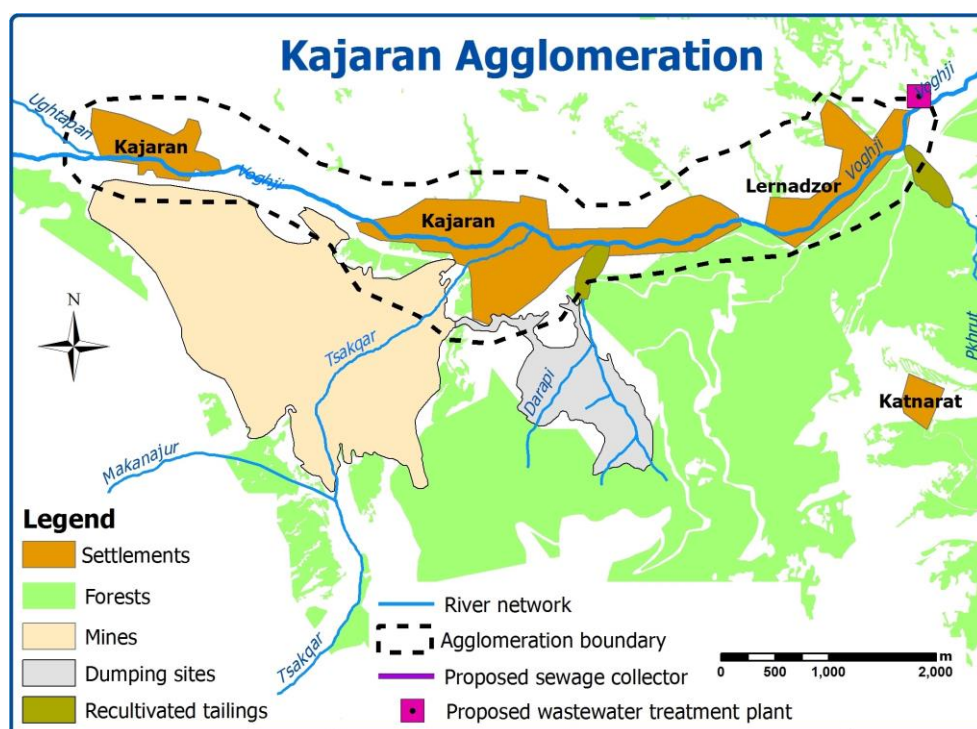 Kajaran Agglomeration
Ughtapan
Kajaran
Voghji
Kajaran
Lernadzor
Voghji
Voghji
N
Tsakqar
Darapi
Pkhrut
Katnarat
Makanajur
Tsakqar
Legend
Settlements
Forests
Mines
Dumping sites
Recultivated tailings
River network
Agglomeration boundary
Proposed sewage collector
Proposed wastewater treatment plant
m
0 500 1,000 2,000